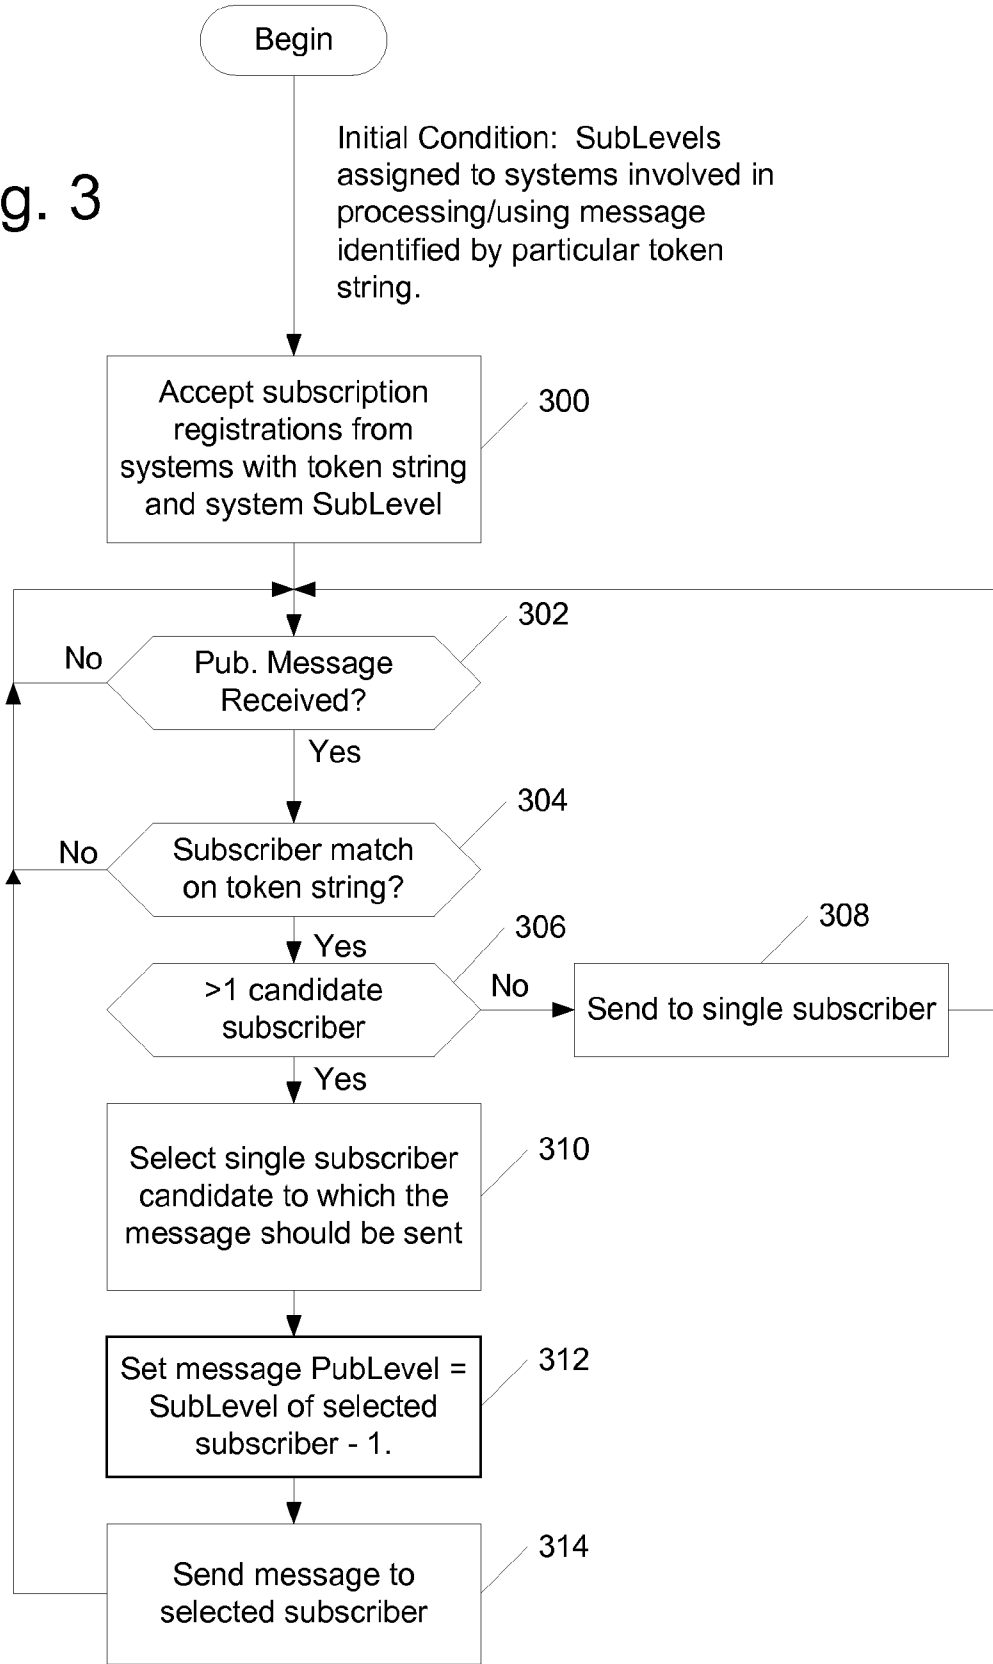 Begin
Initial Condition:  SubLevels
assigned to systems involved in
processing/using message
identified by particular token
string.
g. 3
Accept subscription
registrations from
systems with token string
and system SubLevel
300
302
No
Pub. Message
Received?
Yes
304
No
Subscriber match
on token string?
Yes
306
308
>1 candidate
subscriber
No
Send to single subscriber
Yes
310
Select single subscriber
candidate to which the
message should be sent
312
Set message PubLevel =
SubLevel of selected
subscriber - 1.
314
Send message to
selected subscriber